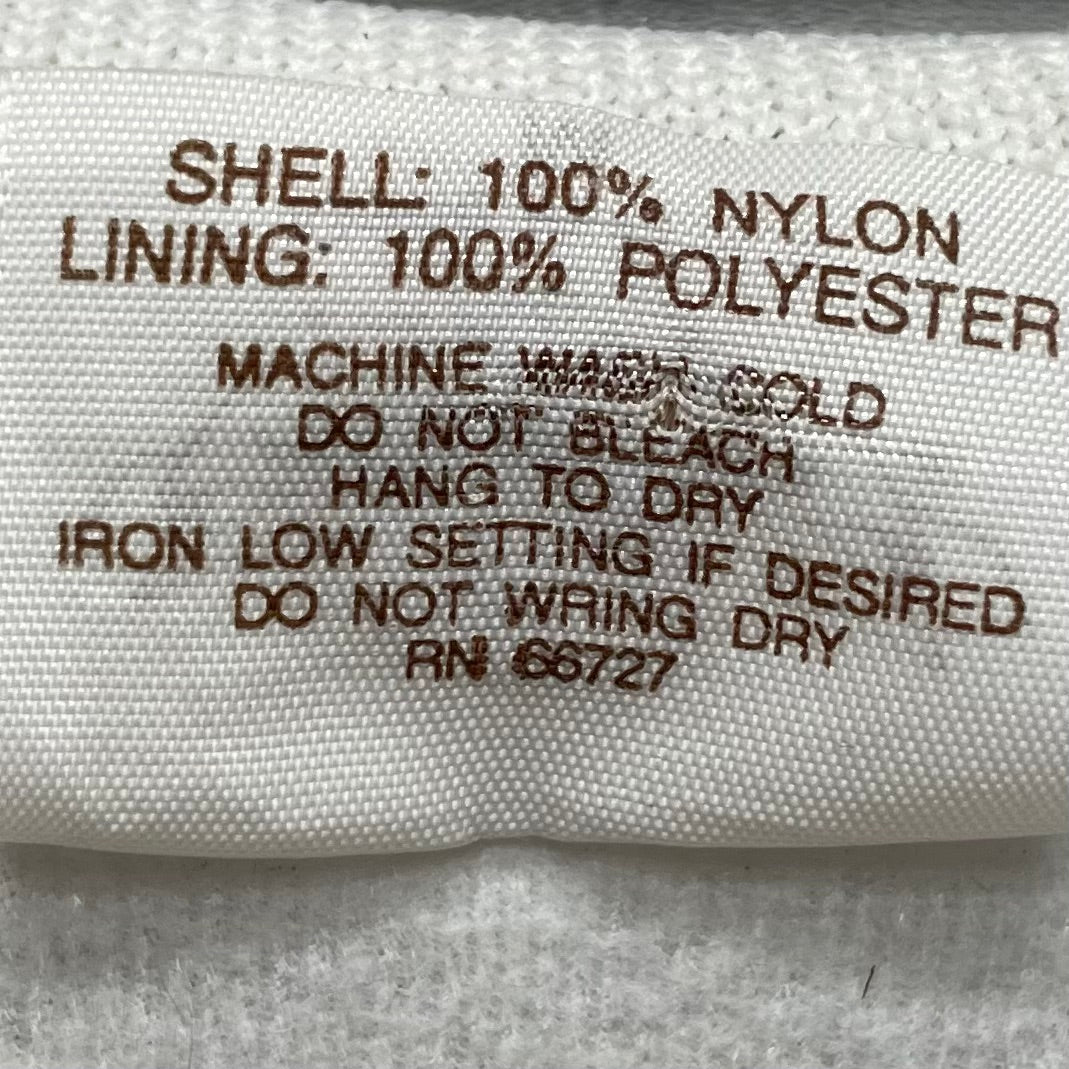 SHELL: 100% NYLON
LINING: 100% POLYESTER
MACHINE WASH COLD
DO NOT BLEACH
HANG TO DRY
IRON LOW SETTING IF DESIRED
DO NOT WRING DRY
RN# 66727